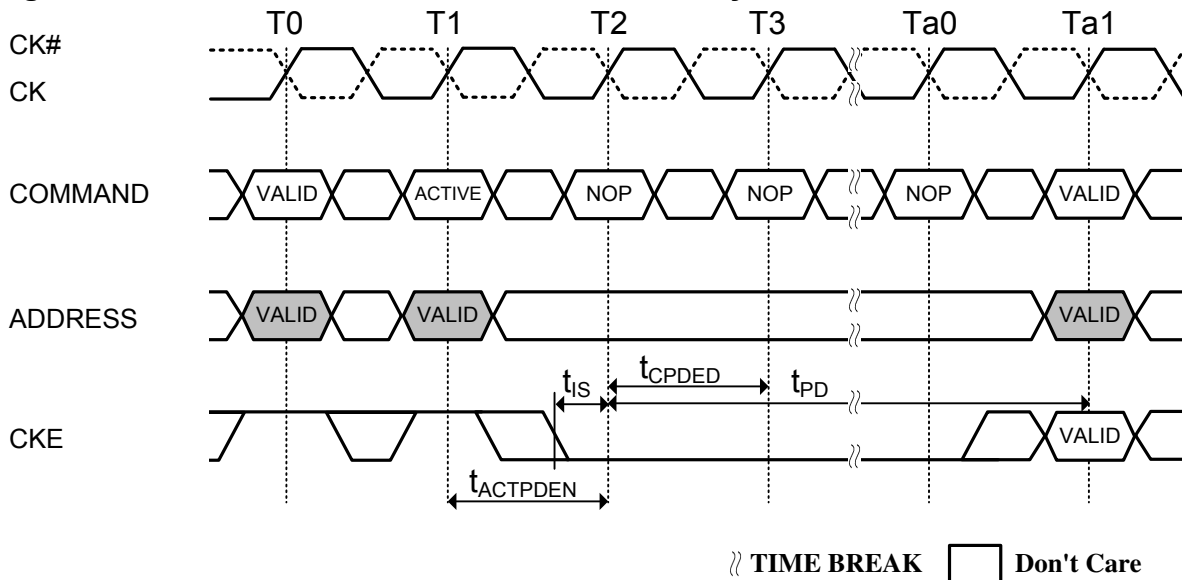 T0 T1 T2 T3 Ta0 Ta1
CK#
CK
COMMAND VALID ACTIVE NOP NOP NOP VALID
ADDRESS VALID VALID VALID
tIS tCPDED tPD
CKE VALID
tACTPDEN
TIME BREAK Don't Care